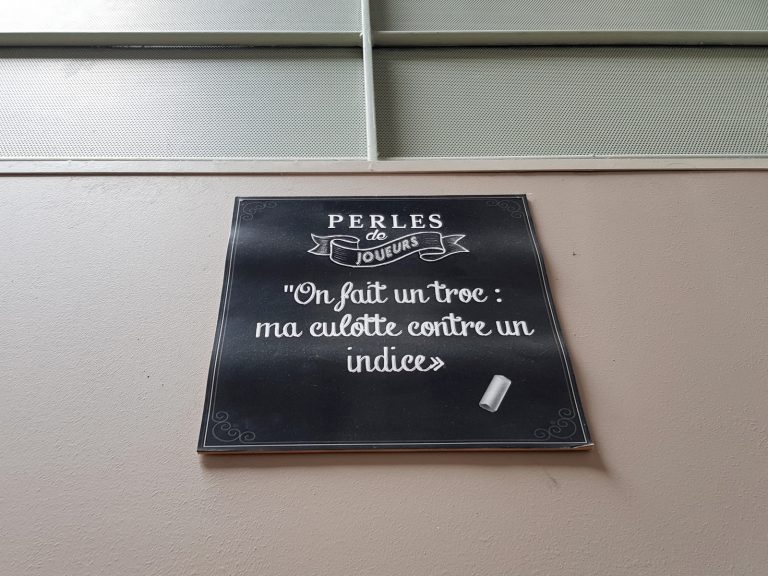 PERLES
de
JOUEURS
"On fait un troc :
ma culotte contre un
indice»